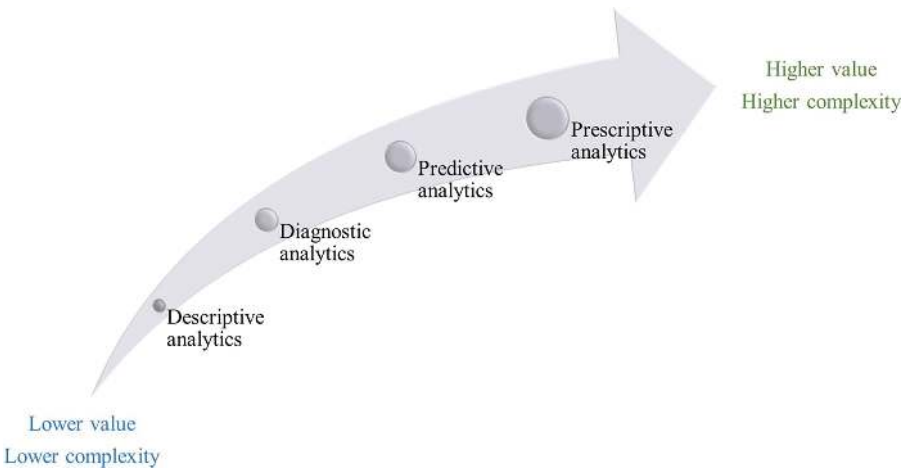 Higher value
Higher complexity
Prescriptive
analytics
Predictive
analytics
Diagnostic
analytics
Descriptive
analytics
Lower value
Lower complexity